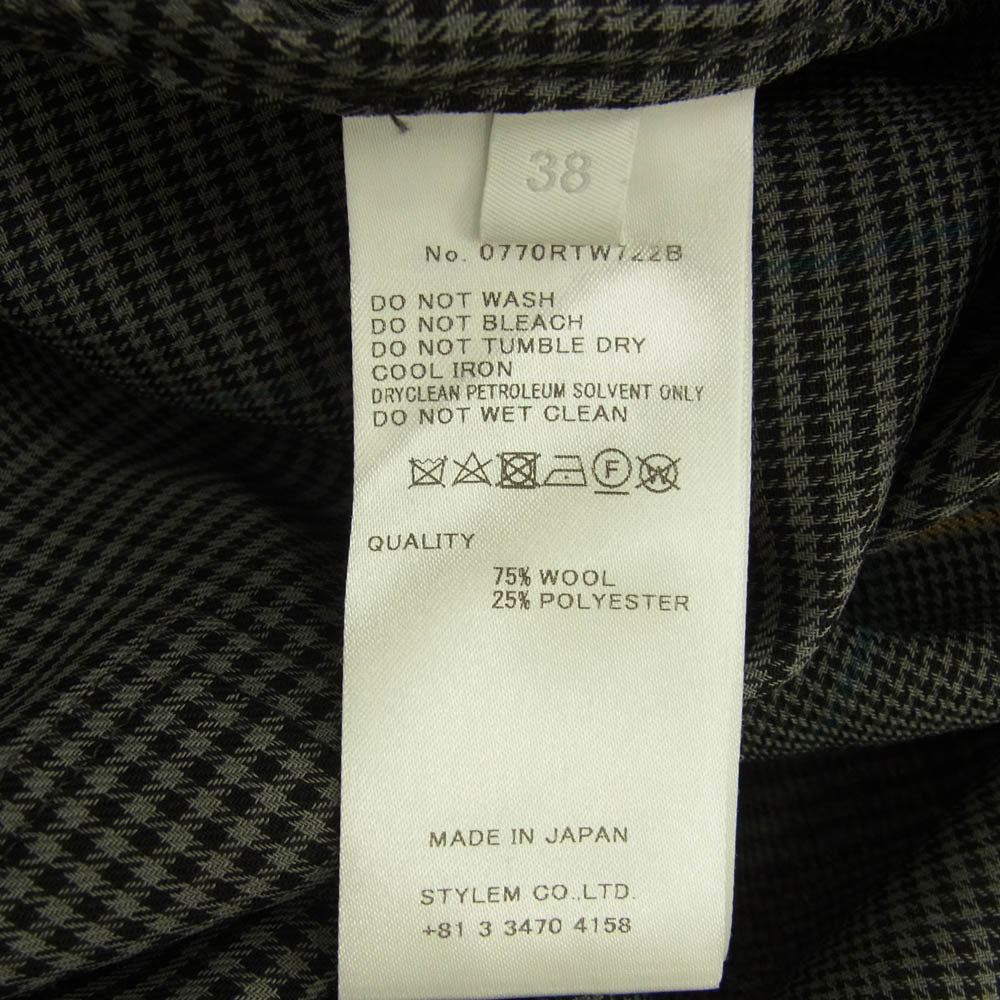 38
No. 0770RTW722B
DO NOT WASH
DO NOT BLEACH
DO NOT TUMBLE DRY
COOL IRON
DRYCLEAN PETROLEUM SOLVENT ONLY
DO NOT WET CLEAN
F W
QUALITY
75% WOOL
25% POLYESTER
MADE IN JAPAN
STYLEM CO.,LTD.
+81 3 3470 4158